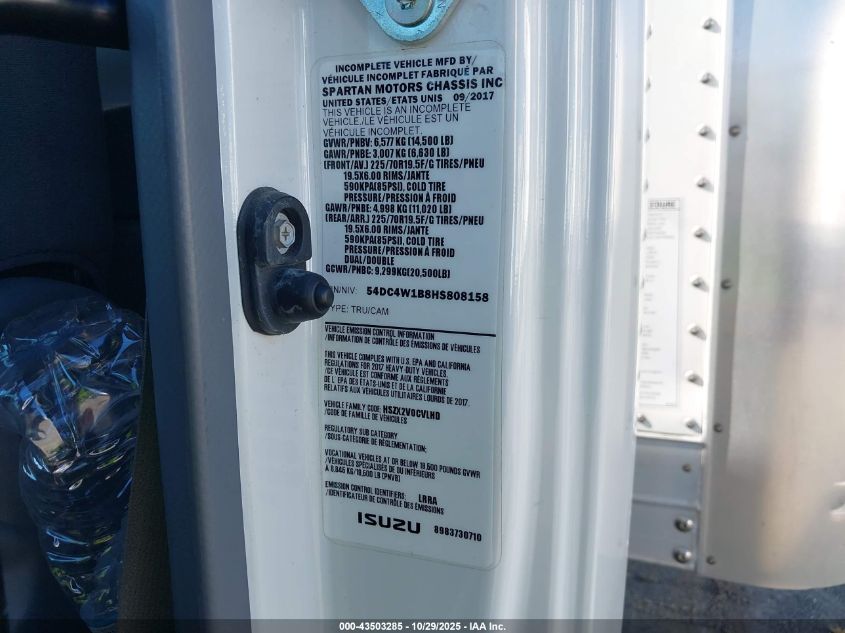 INCOMPLETE VEHICLE MFD BY/
VÉHICULE INCOMPLET FABRIQUÉ PAR
SPARTAN MOTORS CHASSIS INC
UNITED STATES/ETATS UNIS 09/2017
THIS VEHICLE IS AN INCOMPLETE
VEHICLE./LE VÉHICULE EST UN
VÉHICULE INCOMPLET.
GVWR/PNBV: 6,577 KG (14,500 LB)
GAWR/PNBE: 3,007 KG (6,630 LB)
(FRONT/AV.) 225/70R19.5F/G TIRES/PNEU
19.5X6.00 RIMS/JANTE
590KPA(85PSI), COLD TIRE
PRESSURE/PRESSION À FROID
GAWR/PNBE: 4,998 KG (11,020 LB)
(REAR/ARR.) 225/70R19.5F/G TIRES/PNEU
19.5X6.00 RIMS/JANTE
590KPA(85PSI), COLD TIRE
PRESSURE/PRESSION À FROID
DUAL/DOUBLE
GCWR/PNBC: 9,299KG(20,500LB)
N/NIV: 54DC4W1B8HS808158
TYPE: TRU/CAM
VEHICLE EMISSION CONTROL INFORMATION
/INFORMATION DE CONTRÔLE DES ÉMISSIONS DE VÉHICULES
THIS VEHICLE COMPLIES WITH U.S. EPA AND CALIFORNIA
REGULATIONS FOR 2017 HEAVY-DUTY VEHICLES.
/CE VÉHICULE EST CONFORME AUX RÈGLEMENTS
DE L'EPA DES ÉTATS-UNIS ET DE LA CALIFORNIE
RELATIFS AUX VÉHICULES UTILITAIRES LOURDS DE 2017.
VEHICLE FAMILY CODE: HSZX2VOCVLHD
/CODE DE FAMILLE DE VÉHICULES
REGULATORY SUB CATEGORY
/SOUS-CATÉGORIE DE RÉGLEMENTATION:
VOCATIONAL VEHICLES AT OR BELOW 19,500 POUNDS GVWR
/VÉHICULES SPÉCIALISÉS DE OU INFÉRIEURS
À 8,845 KG/19,500 LB (PNVB)
EMISSION CONTROL IDENTIFIERS: LRRA
/IDENTIFICATEUR DE CONTRÔLE DES ÉMISSIONS
ISUZU 8983730710
000-43503285 - 10/29/2025 - IAA Inc.